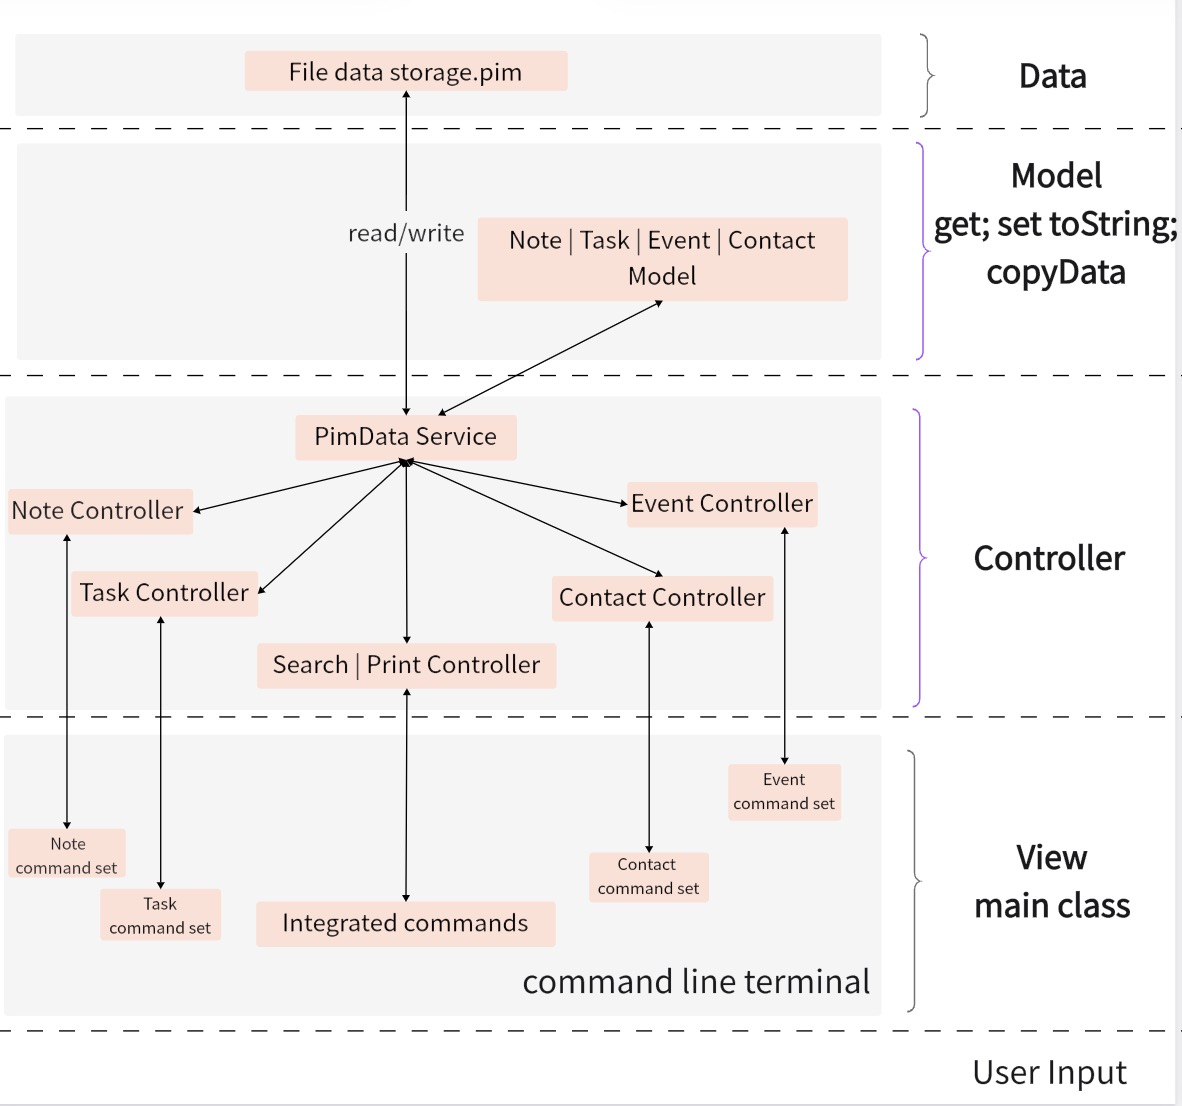 File data storage.pim
Data
Model
get; set toString;
copyData
read/write
Note | Task | Event | Contact
Model
PimData Service
Note Controller
Event Controller
Task Controller
Contact Controller
Search | Print Controller
Controller
Event
command set
Note
command set
Contact
command set
Task
command set
Integrated commands
View
main class
command line terminal
User Input